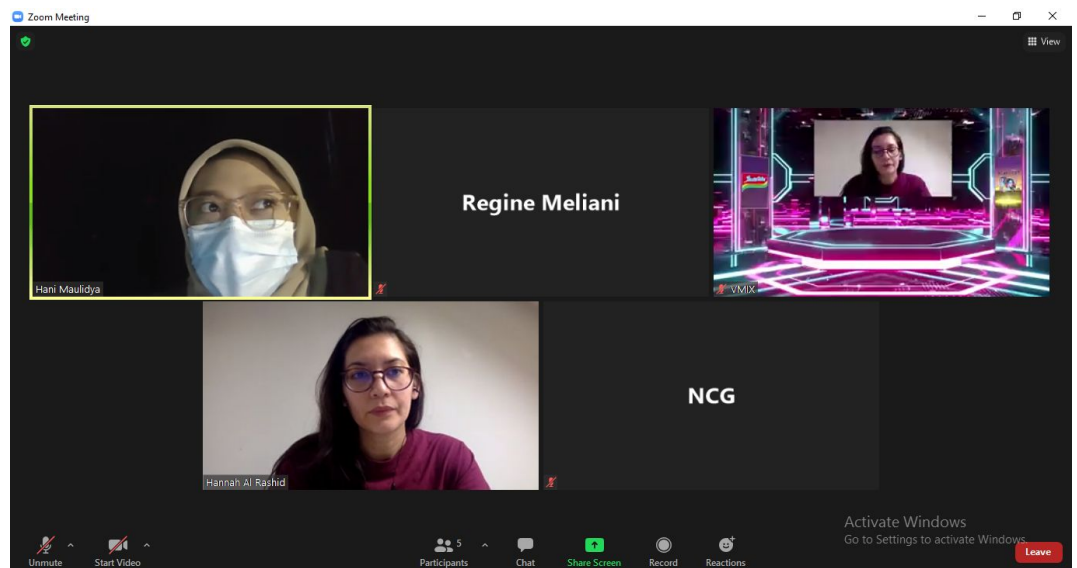 Zoom Meeting
View
Hani Maulidya
Regine Meliani
VMIX
Hannah Al Rashid
NCG
Activate Windows
Go to Settings to activate Windows.
Unmute
Start Video
5
Participants
Chat
Share Screen
Record
Reactions
Leave